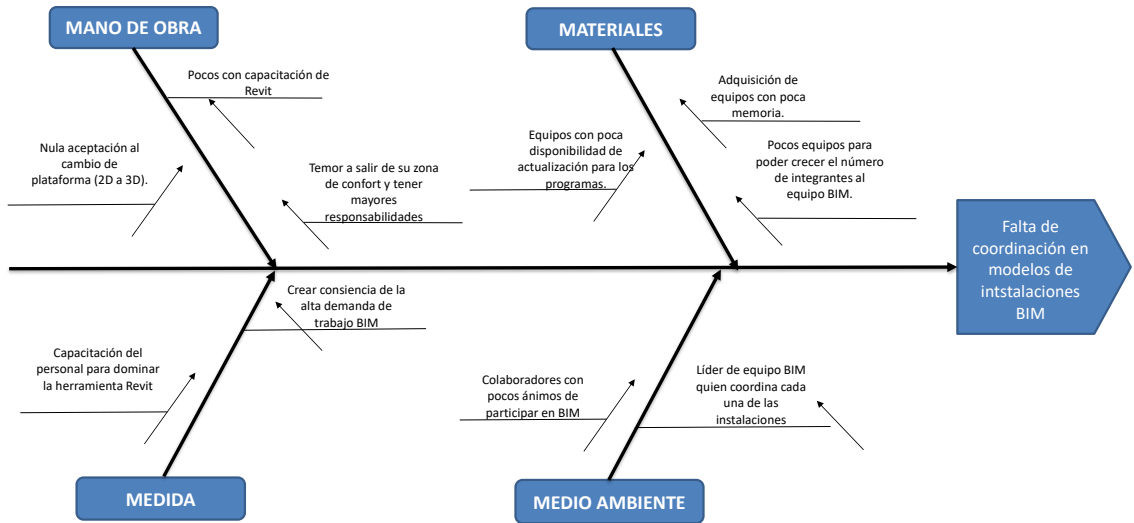 MANO DE OBRA
MATERIALES
Pocos con capacitación de
Revit
Nula aceptación al
cambio de
plataforma (2D a 3D).
Temor a salir de su zona
de confort y tener
mayores
responsabilidades
Adquisición de
equipos con poca
memoria.
Equipos con poca
disponibilidad de
actualización para los
programas.
Pocos equipos para
poder crecer el número
de integrantes al
equipo BIM.
Falta de
coordinación en
modelos de
intstalaciones
BIM
Crear consiencia de la
alta demanda de
trabajo BIM
Capacitación del
personal para dominar
la herramienta Revit
Colaboradores con
pocos ánimos de
participar en BIM
Líder de equipo BIM
quien coordina cada
una de las
instalaciones
MEDIDA
MEDIO AMBIENTE